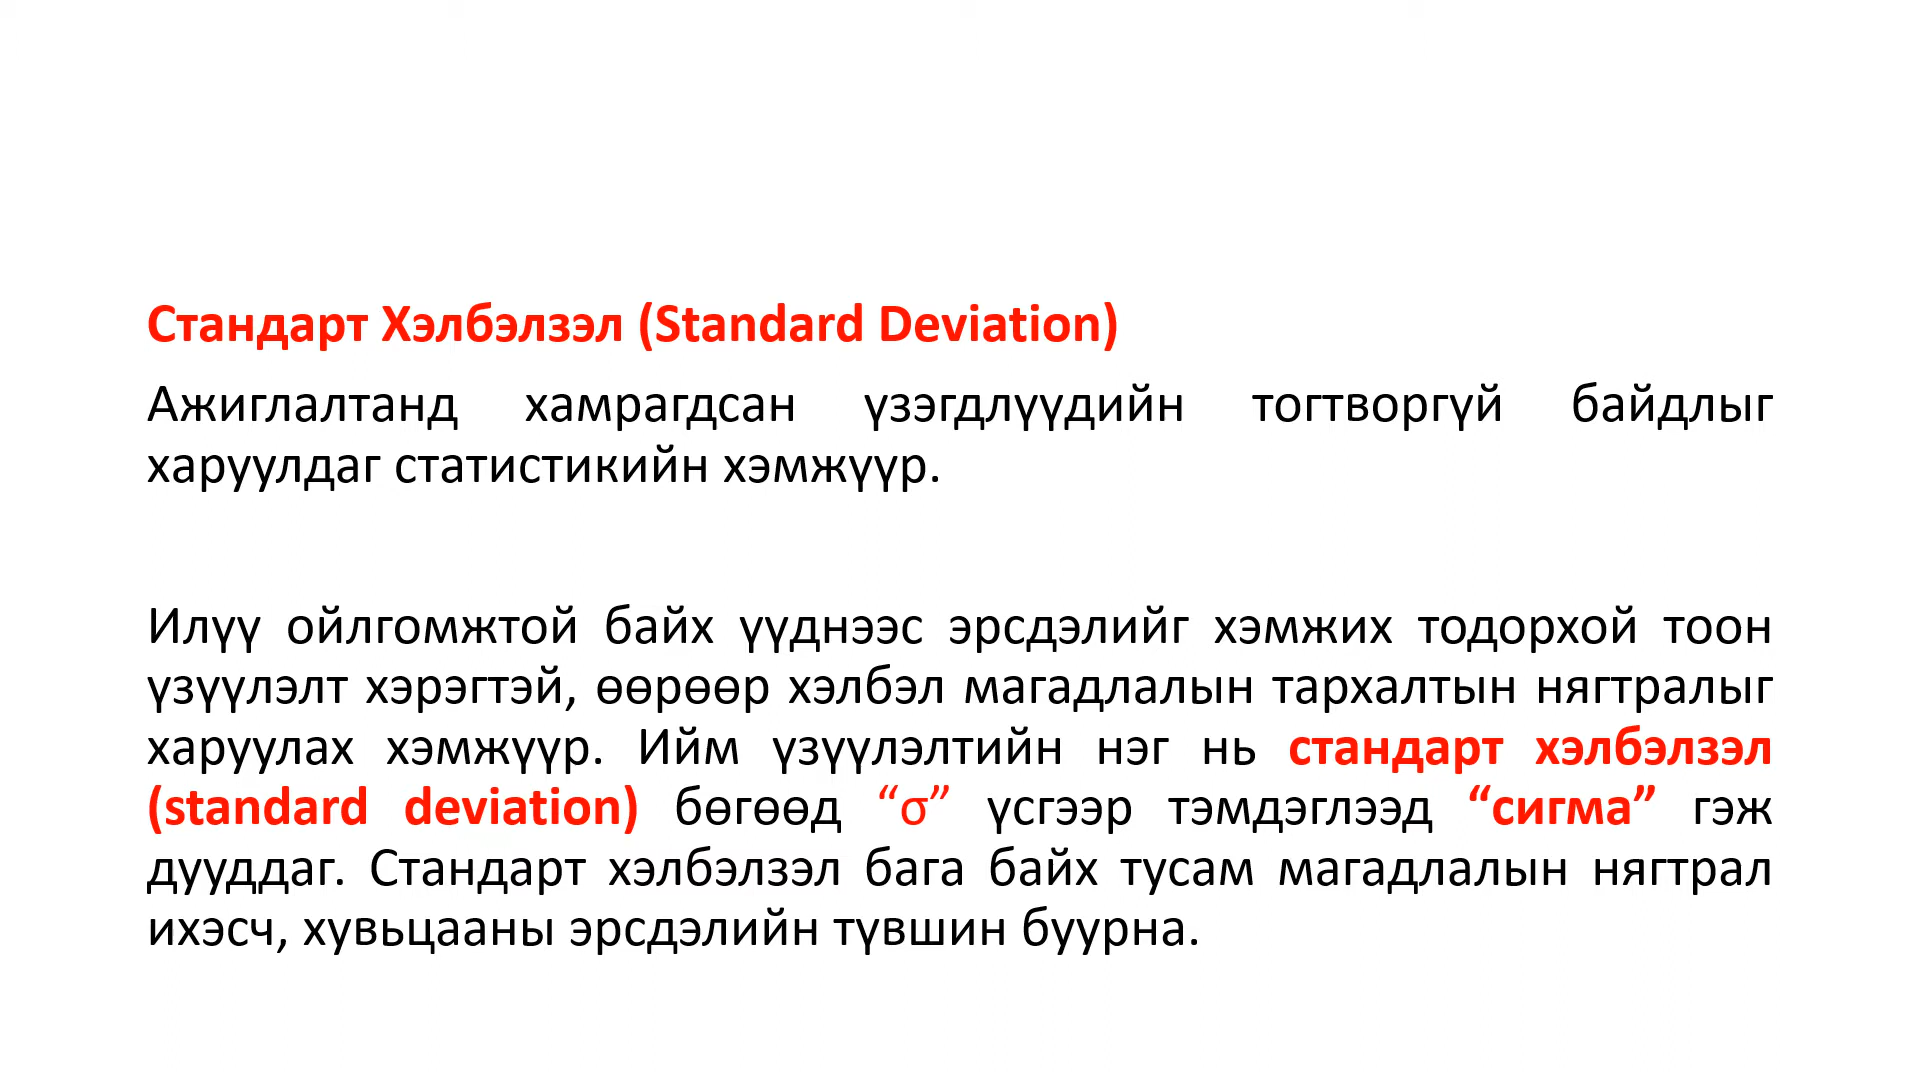 Стандарт Хэлбэлзэл (Standard Deviation)
Ажиглалтанд хамрагдсан үзэгдлүүдийн тогтворгүй байдлыг
харуулдаг статистикийн хэмжүүр.
Илүү ойлгомжтой байх үүднээс эрсдэлийг хэмжих тодорхой тоон
үзүүлэлт хэрэгтэй, өөрөөр хэлбэл магадлалын тархалтын нягтралыг
харуулах хэмжүүр. Ийм үзүүлэлтийн нэг нь стандарт хэлбэлзэл
(standard deviation) бөгөөд “σ” үсгээр тэмдэглээд “сигма” гэж
дууддаг. Стандарт хэлбэлзэл бага байх тусам магадлалын нягтрал
ихэсч, хувьцааны эрсдэлийн түвшин буурна.